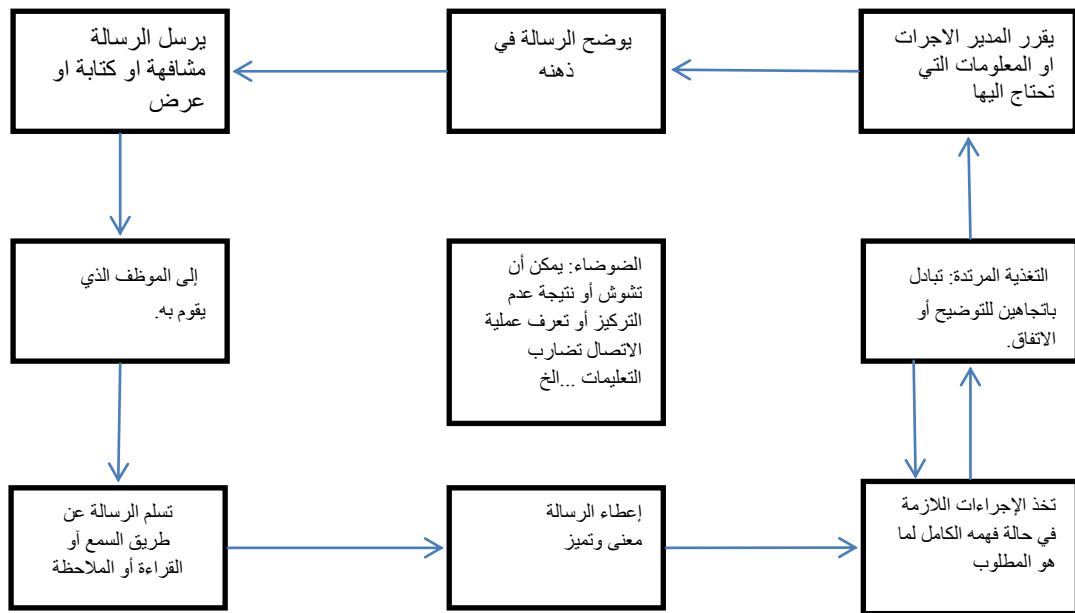 يقرر المدير الاجرات
او المعلومات التي
تحتاج اليها
يوضح الرسالة في
ذهنه
يرسل الرسالة
مشافهة او كتابة او
عرض
التغذية المرتدة: تبادل
باتجاهين للتوضيح أو
الاتفاق.
الضوضاء: يمكن أن
تشوش أو نتيجة عدم
التركيز أو تعرف عملية
الاتصال تضارب
التعليمات ...الخ
إلى الموظف الذي
يقوم به.
تخذ الإجراءات اللازمة
في حالة فهمه الكامل لما
هو المطلوب
إعطاء الرسالة
معنى وتميز
تسلم الرسالة عن
طريق السمع آو
القراءة أو الملاحظة